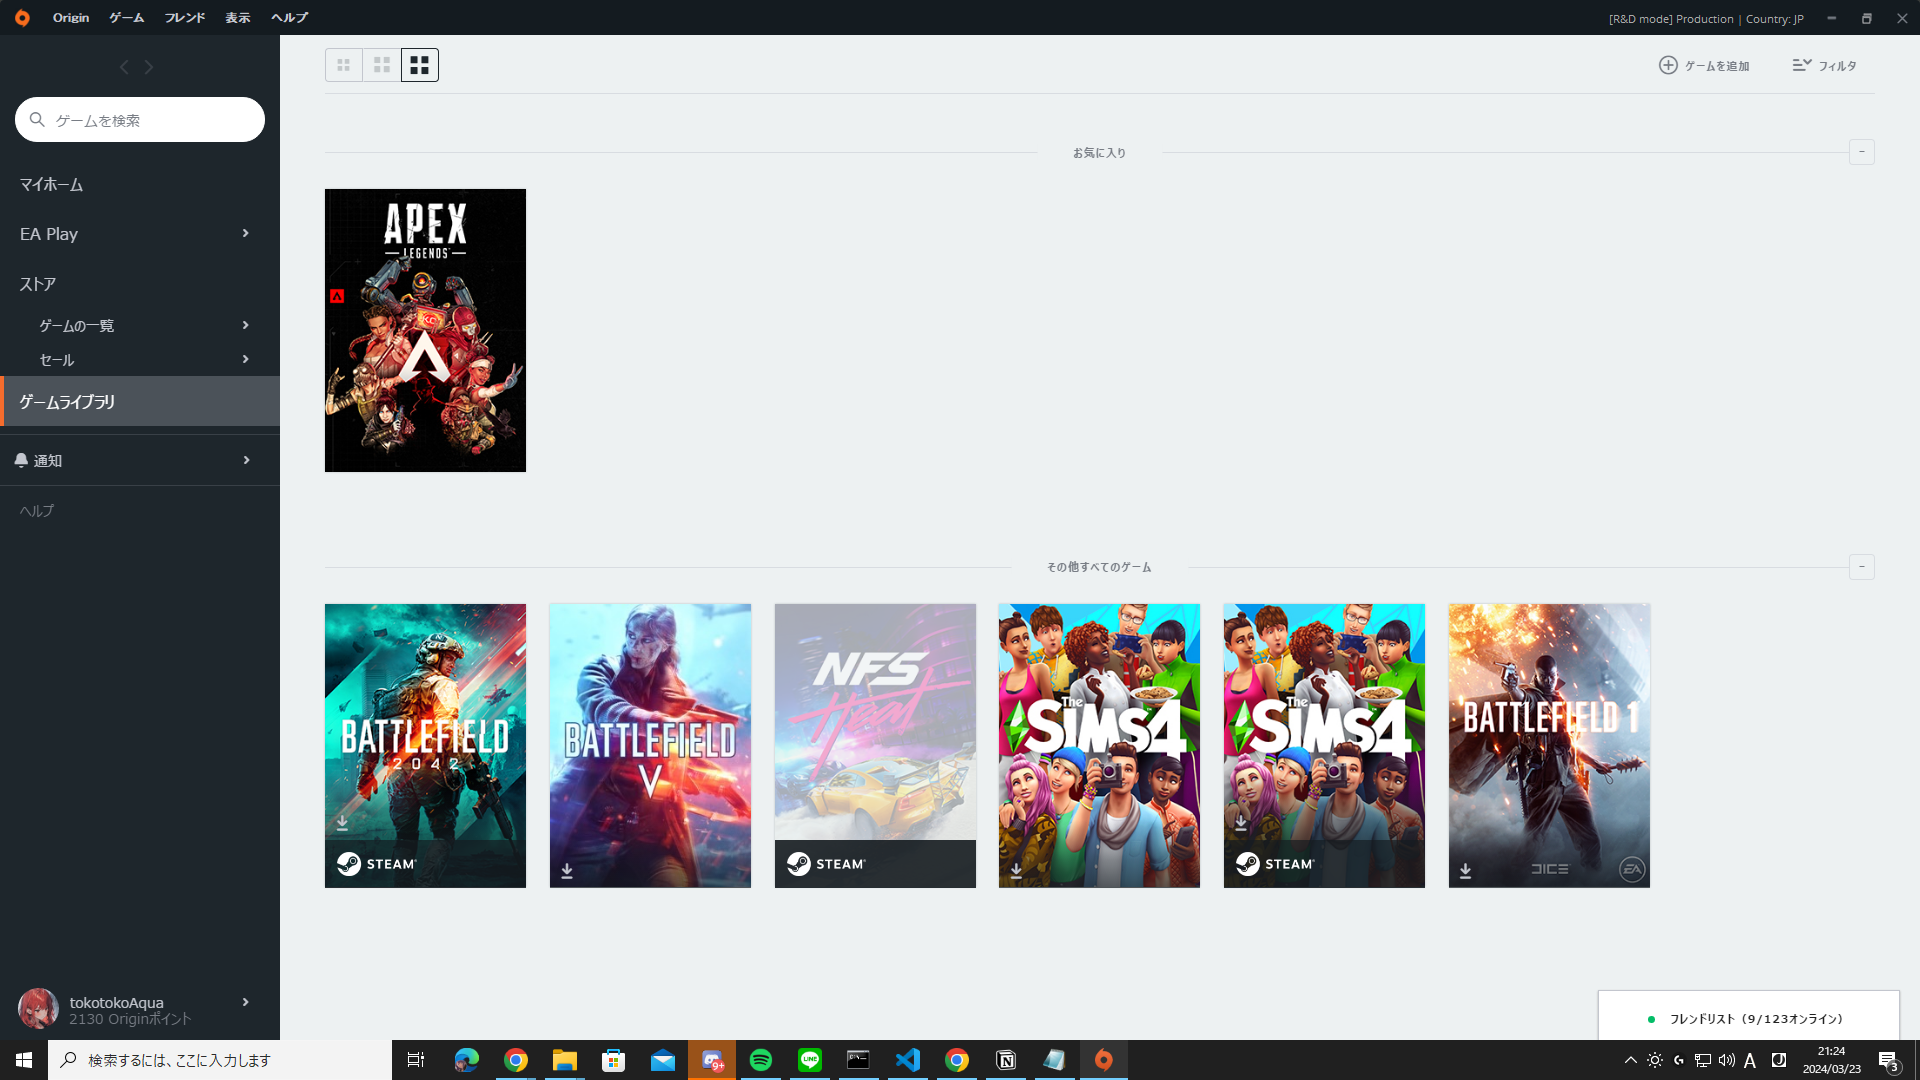 Origin ゲーム フレンド 表示 ヘルプ
[R&D mode] Production | Country: JP
ゲームを検索
マイホーム
EA Play
ストア
ゲームの一覧
セール
ゲームライブラリ
通知
ヘルプ
tokotokoAqua
2130 Originポイント
ゲームを追加
フィルタ
お気に入り
APEX
LEGENDS
その他すべてのゲーム
BATTLEFIELD
2042
STEAM
BATTLEFIELD
V
NFS
Heat
STEAM
The
SIMS4
The
SIMS4
STEAM
BATTLEFIELD 1
DICE
EA
フレンドリスト（9/123オンライン）
検索するには、ここに入力します
9+
LINE
A
21:24
2024/03/23
3